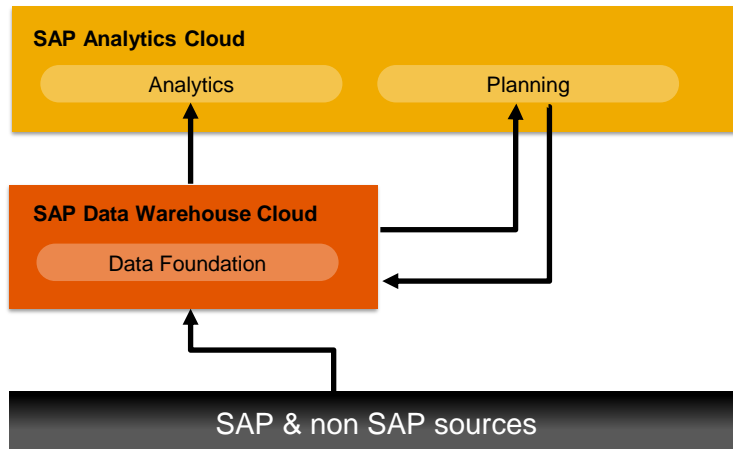 SAP Analytics Cloud
Analytics
Planning
SAP Data Warehouse Cloud
Data Foundation
SAP & non SAP sources